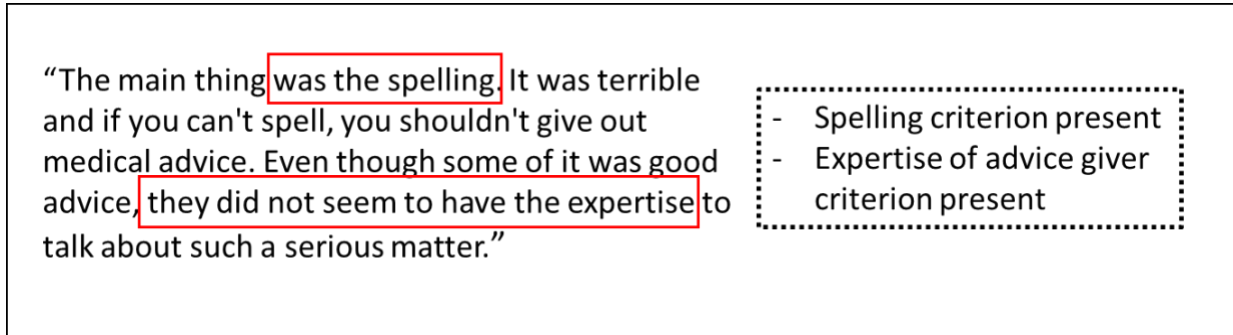 “The main thing was the spelling. It was terrible
and if you can't spell, you shouldn't give out
medical advice. Even though some of it was good
advice, they did not seem to have the expertise to
talk about such a serious matter.”
- Spelling criterion present
- Expertise of advice giver
criterion present